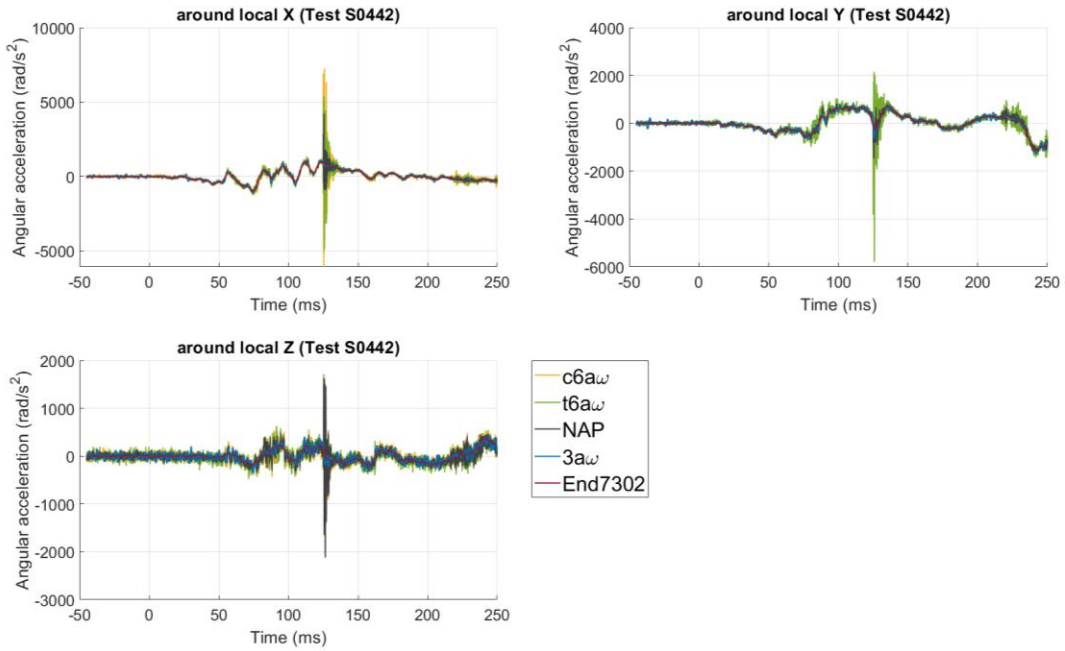 around local X (Test S0442)
around local Y (Test S0442)
10000
5000
0
-5000
Angular acceleration (rad/s²)
-50 0 50 100 150 200 250
Time (ms)
4000
2000
0
-2000
-4000
-6000
Angular acceleration (rad/s²)
-50 0 50 100 150 200 250
Time (ms)
around local Z (Test S0442)
2000
1000
0
-1000
-2000
-3000
Angular acceleration (rad/s²)
-50 0 50 100 150 200 250
Time (ms)
c6aω
t6aω
NAP
3aω
End7302